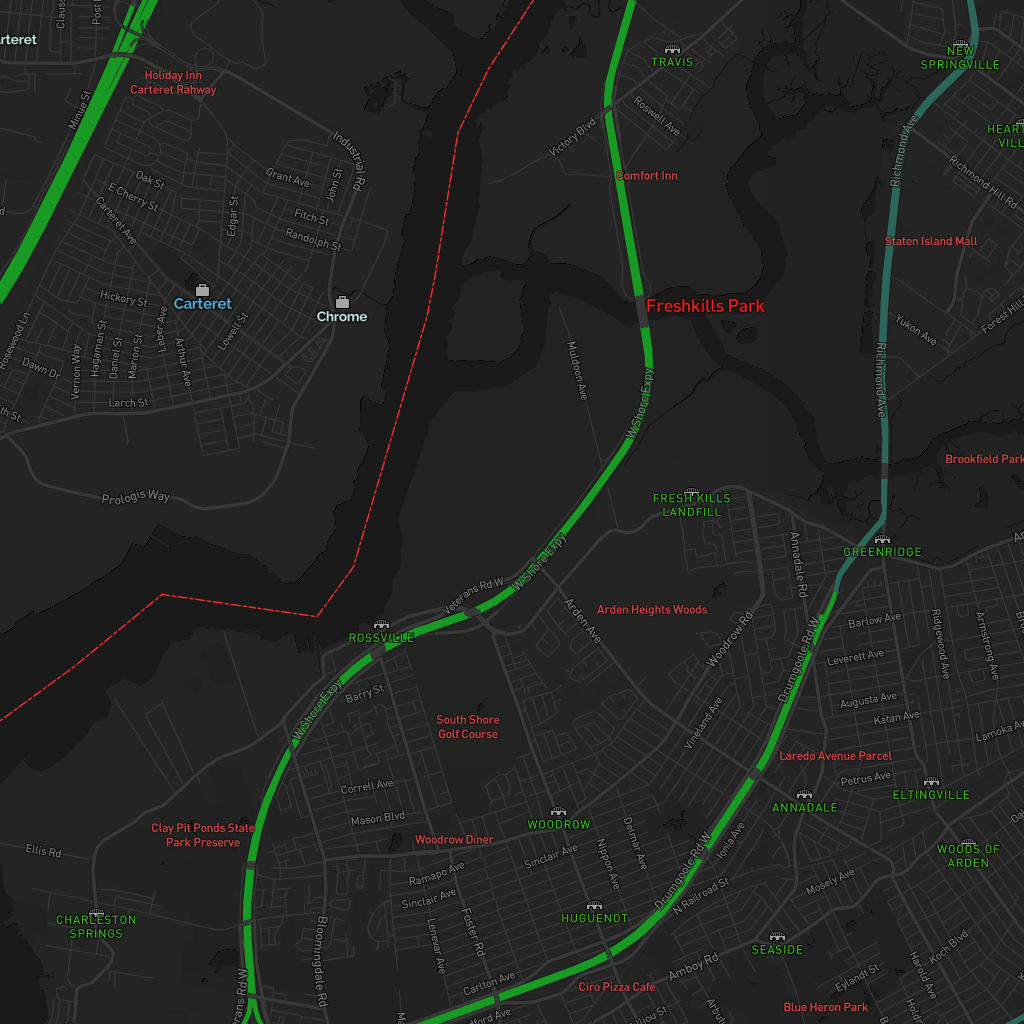 Post
TRAVIS
NEW
SPRINGVILLE
Holiday Inn
Carteret Rahway
Minue St
Roswell Ave
Victory Blvd
Industrial Rd
Richmond Ave
Comfort Inn
Oak St
E Cherry St
Grant Ave
John St
Richmond Hill Rd
Carteret Ave
Edgar St
Fitch St
Randolph St
Staten Island Mall
Hickory St
Carteret
Chrome
Freshkills Park
Rosewood Ln
Lowell St
Leber Ave
Yukon Ave
Forest Hills
Hagaman St
Daniel St
Marion St
Arthur Ave
Vernon Way
Dawn Dr
Muldoon Ave
Richmond Ave
Larch St
W Shore Expy
Brookfield Park
Prologis Way
FRESH KILLS
LANDFILL
GREENRIDGE
Annadale Rd
W Shore Expy
Veterans Rd W
Arden Heights Woods
Arden Ave
Barlow Ave
ROSSVILLE
Woodrow Rd
Ridgewood Ave
Armstrong Ave
Leverett Ave
Drumgoole Rd W
Barry St
W Shore Expy
Augusta Ave
Katan Ave
South Shore
Golf Course
Vineland Ave
Lamoka Ave
Laredo Avenue Parcel
Petrus Ave
Correll Ave
ELTINGVILLE
ANNADALE
Mason Blvd
WOODROW
Clay Pit Ponds State
Park Preserve
Woodrow Diner
Delmar Ave
Drumgoole Rd W
Ionia Ave
Ellis Rd
Sinclair Ave
Nippon Ave
WOODS OF
ARDEN
Ramapo Ave
Mosely Ave
Sinclair Ave
N Railroad St
CHARLESTON
SPRINGS
HUGUENOT
Foster Rd
Lenevar Ave
Bloomingdale Rd
SEASIDE
Koch Blvd
Amboy Rd
Harold Ave
Eylandt St
Carlton Ave
Ciro Pizza Cafe
Blue Heron Park